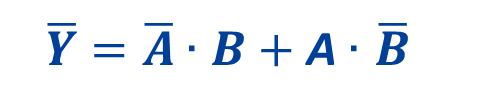 Y̅ = A̅ · B + A · B̅